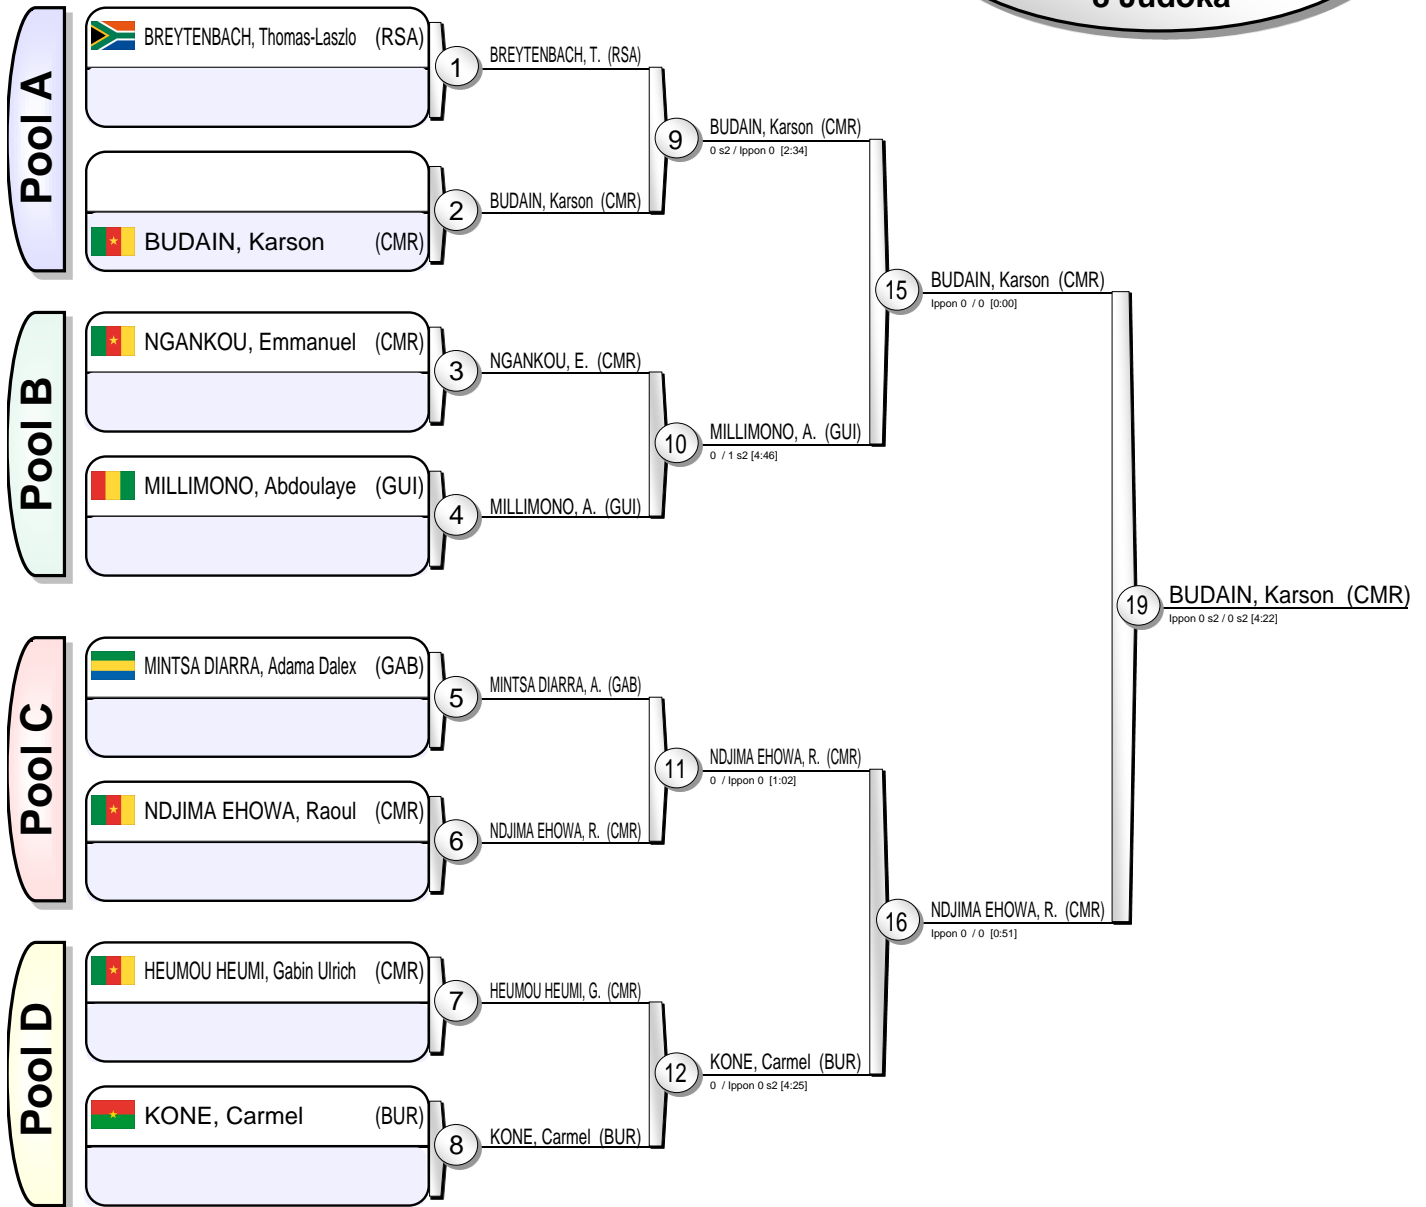 Judoka
Pool A
BREYTENBACH, Thomas-Laszlo (RSA)
1
BREYTENBACH, T. (RSA)
9
BUDAIN, Karson (CMR)
0 s2 / Ippon 0 [2:34]
2
BUDAIN, Karson (CMR)
BUDAIN, Karson (CMR)
15
BUDAIN, Karson (CMR)
Ippon 0 / 0 [0:00]
Pool B
NGANKOU, Emmanuel (CMR)
3
NGANKOU, E. (CMR)
10
MILLIMONO, A. (GUI)
0 / 1 s2 [4:46]
MILLIMONO, Abdoulaye (GUI)
4
MILLIMONO, A. (GUI)
19
BUDAIN, Karson (CMR)
Ippon 0 s2 / 0 s2 [4:22]
Pool C
MINTSA DIARRA, Adama Dalex (GAB)
5
MINTSA DIARRA, A. (GAB)
11
NDJIMA EHOWA, R. (CMR)
0 / Ippon 0 [1:02]
NDJIMA EHOWA, Raoul (CMR)
6
NDJIMA EHOWA, R. (CMR)
16
NDJIMA EHOWA, R. (CMR)
Ippon 0 / 0 [0:51]
Pool D
HEUMOU HEUMI, Gabin Ulrich (CMR)
7
HEUMOU HEUMI, G. (CMR)
12
KONE, Carmel (BUR)
0 / Ippon 0 s2 [4:25]
KONE, Carmel (BUR)
8
KONE, Carmel (BUR)